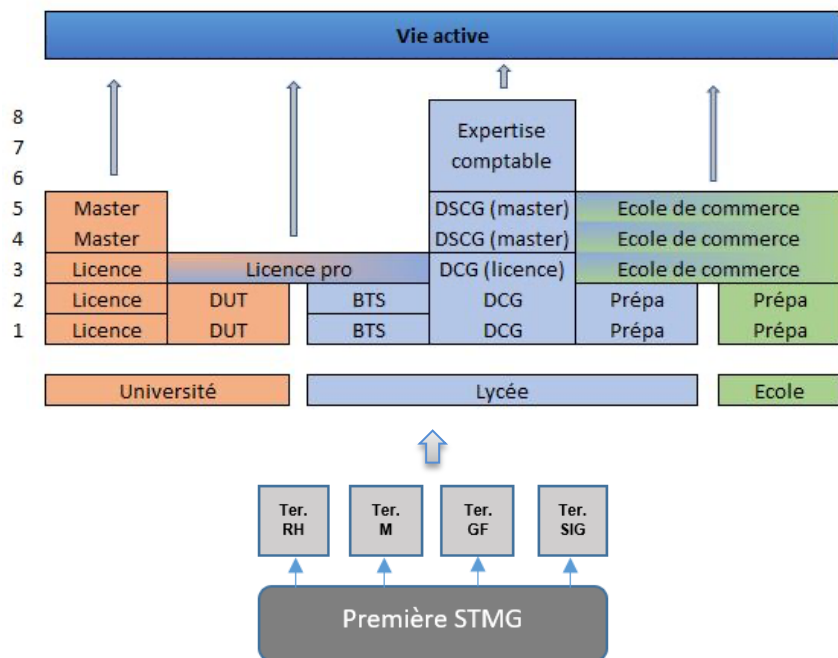 Vie active
8
Expertise
7
comptable
6
5 Master DSCG (master) Ecole de commerce
4 Master DSCG (master) Ecole de commerce
3 Licence Licence pro DCG (licence) Ecole de commerce
2 Licence DUT BTS DCG Prépa Prépa
1 Licence DUT BTS DCG Prépa Prépa
Université Lycée Ecole
Ter. Ter. Ter. Ter.
RH M GF SIG
Première STMG